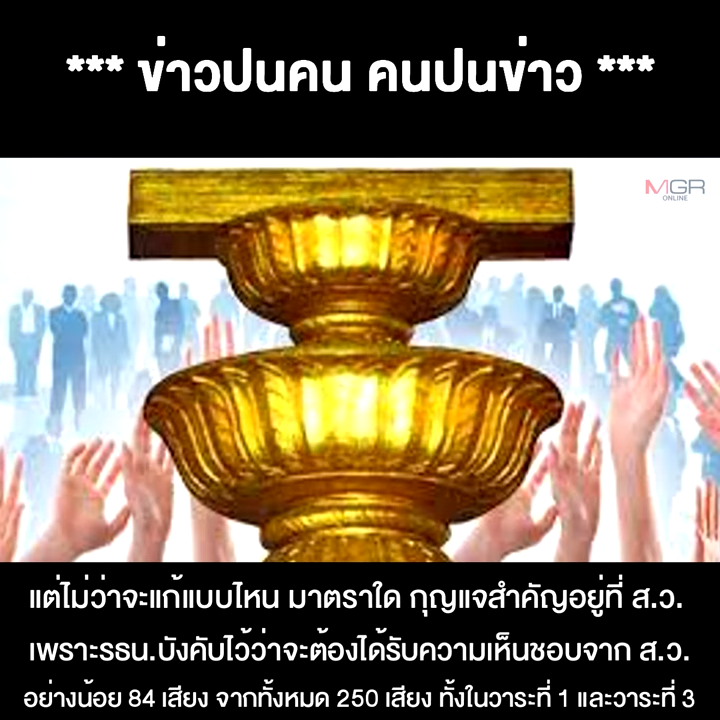 *** ข่าวปนคน คนปนข่าว ***
MGR
ONLINE
แต่ไม่ว่าจะแก้แบบไหน มาตราใด กุญแจสำคัญอยู่ที่ ส.ว.
เพราะรธน.บังคับไว้ว่าจะต้องได้รับความเห็นชอบจาก ส.ว.
อย่างน้อย 84 เสียง จากทั้งหมด 250 เสียง ทั้งในวาระที่ 1 และวาระที่ 3